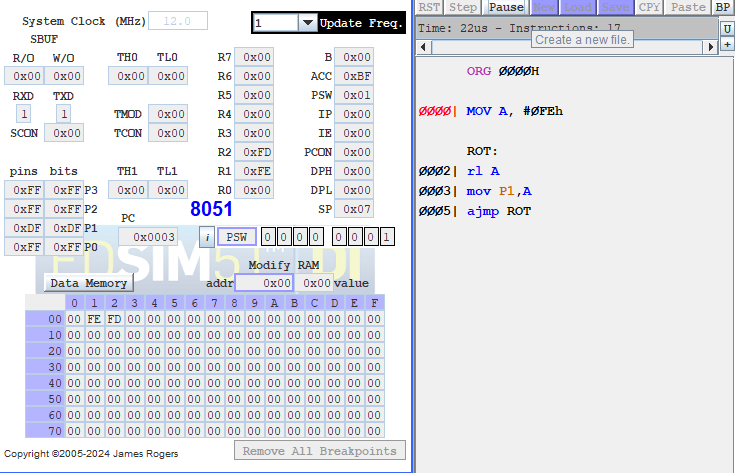 System Clock (MHz) 12.0
1 Update Freq.
SBUF
R/O W/O TH0 TL0 R7 0x00 B 0x00
0x00 0x00 0x00 0x00 R6 0x00 ACC 0xBF
RXD TXD R5 0x00 PSW 0x01
1 1 TMOD 0x00 R4 0x00 IP 0x00
SCON 0x00 TCON 0x00 R3 0x00 IE 0x00
R2 0xFD PCON 0x00
pins bits TH1 TL1 R1 0xFE DPH 0x00
0xFF 0xFF P3 0x00 0x00 R0 0x00 DPL 0x00
0xFF 0xFF P2 8051 SP 0x07
0xDF 0xDF P1 PC
0xFF 0xFF P0 0x0003 i PSW 0 0 0 0 0 0 0 1
EDSIM51 DI
Modify RAM
Data Memory addr 0x00 0x00 value
0 1 2 3 4 5 6 7 8 9 A B C D E F
00 00 FE FD 00 00 00 00 00 00 00 00 00 00 00 00 00
10 00 00 00 00 00 00 00 00 00 00 00 00 00 00 00 00
20 00 00 00 00 00 00 00 00 00 00 00 00 00 00 00 00
30 00 00 00 00 00 00 00 00 00 00 00 00 00 00 00 00
40 00 00 00 00 00 00 00 00 00 00 00 00 00 00 00 00
50 00 00 00 00 00 00 00 00 00 00 00 00 00 00 00 00
60 00 00 00 00 00 00 00 00 00 00 00 00 00 00 00 00
70 00 00 00 00 00 00 00 00 00 00 00 00 00 00 00 00
Copyright ©2005-2024 James Rogers Remove All Breakpoints
RST Step Pause New Load Save CPY Paste BP
Time: 22us - Instructions: 17 U
Create a new file.
+
ORG 0000H
0000| MOV A, #0FEh
ROT:
0002| rl A
0003| mov P1,A
0005| ajmp ROT